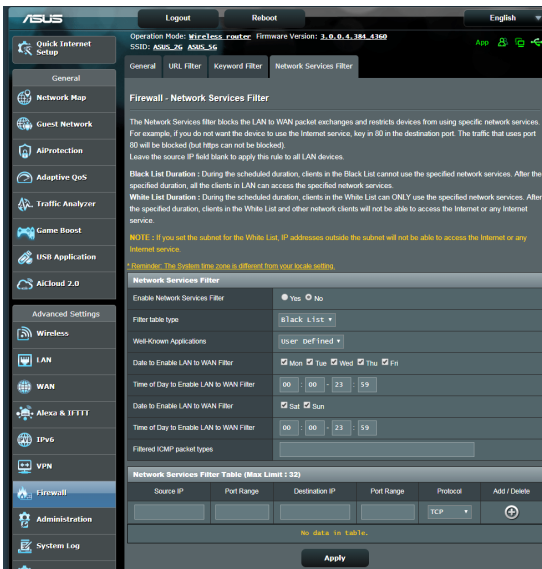 ASUS
Logout
Reboot
English
Quick Internet
Setup
Operation Mode: Wireless router Firmware Version: 3.0.0.4.384_4360
SSID: ASUS_2G ASUS_5G
App
General
URL Filter
Keyword Filter
Network Services Filter
General
Network Map
Guest Network
AiProtection
Adaptive QoS
Traffic Analyzer
Game Boost
USB Application
AiCloud 2.0
Advanced Settings
Wireless
LAN
WAN
Alexa & IFTTT
IPv6
VPN
Firewall
Administration
System Log
Firewall - Network Services Filter
The Network Services filter blocks the LAN to WAN packet exchanges and restricts devices from using specific network services.
For example, if you do not want the device to use the Internet service, key in 80 in the destination port. The traffic that uses port
80 will be blocked (but https can not be blocked).
Leave the source IP field blank to apply this rule to all LAN devices.
Black List Duration : During the scheduled duration, clients in the Black List cannot use the specified network services. After the
specified duration, all the clients in LAN can access the specified network services.
White List Duration : During the scheduled duration, clients in the White List can ONLY use the specified network services. After
the specified duration, clients in the White List and other network clients will not be able to access the Internet or any Internet
service.
NOTE : If you set the subnet for the White List, IP addresses outside the subnet will not be able to access the Internet or any
Internet service.
* Reminder: The System time zone is different from your locale setting.
Network Services Filter
Enable Network Services Filter
Yes No
Filter table type
Black List
Well-Known Applications
User Defined
Date to Enable LAN to WAN Filter
Mon Tue Wed Thu Fri
Time of Day to Enable LAN to WAN Filter
00 : 00 - 23 : 59
Date to Enable LAN to WAN Filter
Sat Sun
Time of Day to Enable LAN to WAN Filter
00 : 00 - 23 : 59
Filtered ICMP packet types
Network Services Filter Table (Max Limit : 32)
Source IP
Port Range
Destination IP
Port Range
Protocol
Add / Delete
TCP
No data in table.
Apply